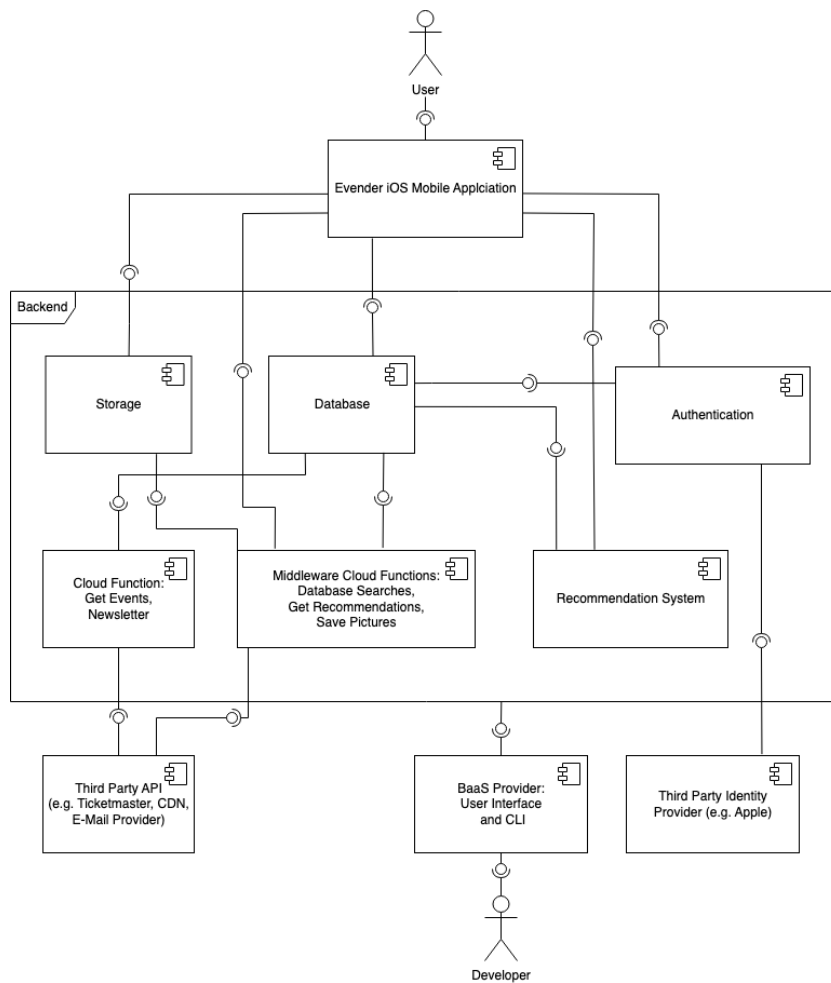 User
Evender iOS Mobile Applciation
Backend
Storage
Database
Authentication
Cloud Function:
Get Events,
Newsletter
Middleware Cloud Functions:
Database Searches,
Get Recommendations,
Save Pictures
Recommendation System
Third Party API
(e.g. Ticketmaster, CDN,
E-Mail Provider)
BaaS Provider:
User Interface
and CLI
Third Party Identity
Provider (e.g. Apple)
Developer